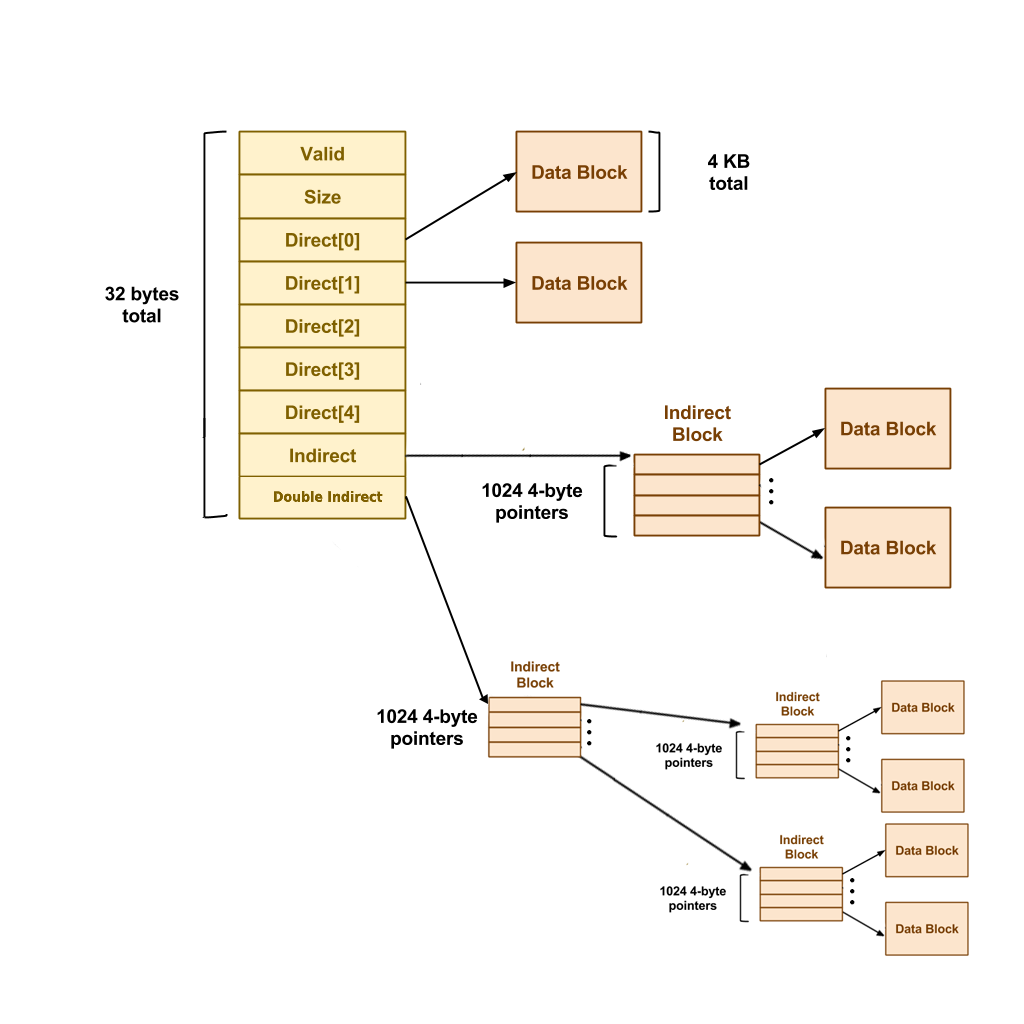 Valid
Size
Direct[0]
Direct[1]
Direct[2]
Direct[3]
Direct[4]
Indirect
Double Indirect
32 bytes
total
Data Block
4 KB
total
Data Block
Indirect
Block
1024 4-byte
pointers
Data Block
Data Block
Indirect
Block
1024 4-byte
pointers
Indirect
Block
1024 4-byte
pointers
Data Block
Data Block
Indirect
Block
1024 4-byte
pointers
Data Block
Data Block